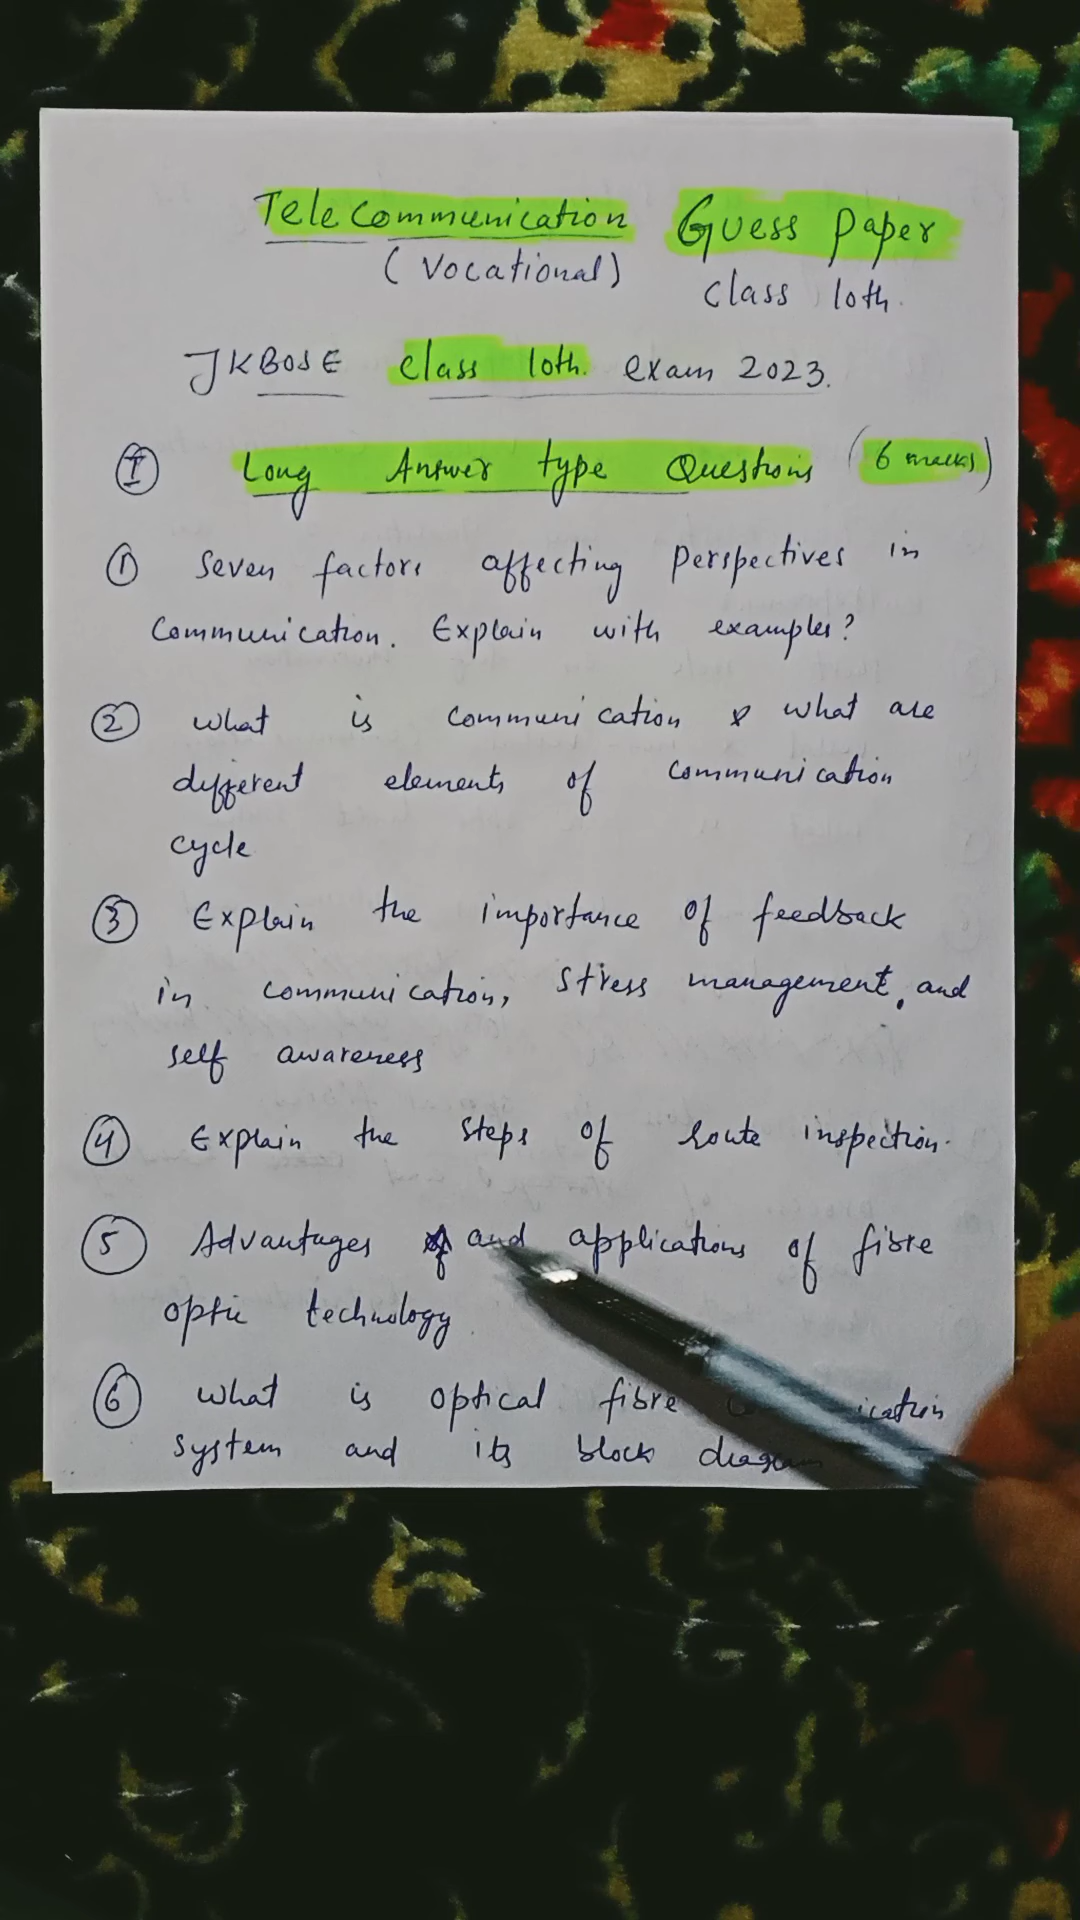 Telecommunication Guess paper
(Vocational) class 10th.
JKBOSE class 10th. exam 2023.
I Long Answer type Questions (6 marks)
1 Seven factors affecting perspectives in
Communication. Explain with examples?
2 what is communication & what are
different elements of communication
cycle
3 Explain the importance of feedback
in communication, stress management, and
self awareness
4 Explain the steps of route inspection.
5 Advantages and applications of fibre
optic technology
6 what is optical fibre
system and its block diagram